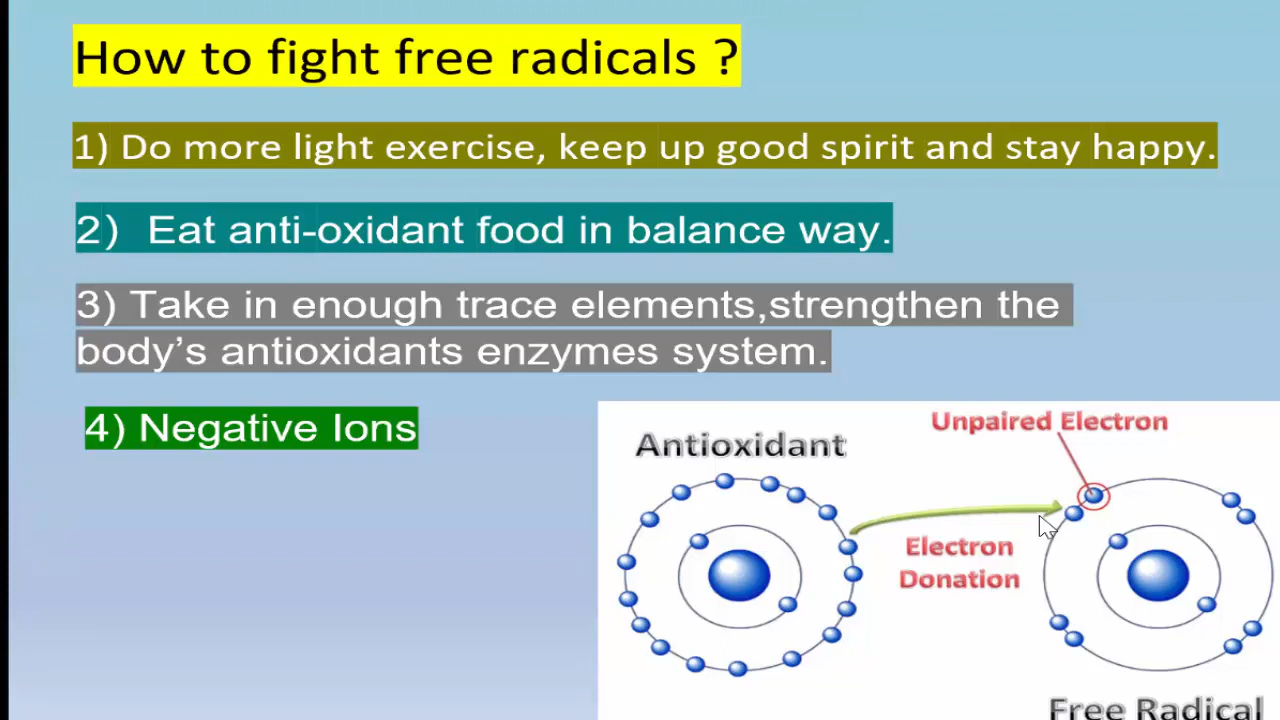 How to fight free radicals ?
1) Do more light exercise, keep up good spirit and stay happy.
2) Eat anti-oxidant food in balance way.
3) Take in enough trace elements,strengthen the
body’s antioxidants enzymes system.
4) Negative Ions
Unpaired Electron
Antioxidant
Electron
Donation
Free Radical